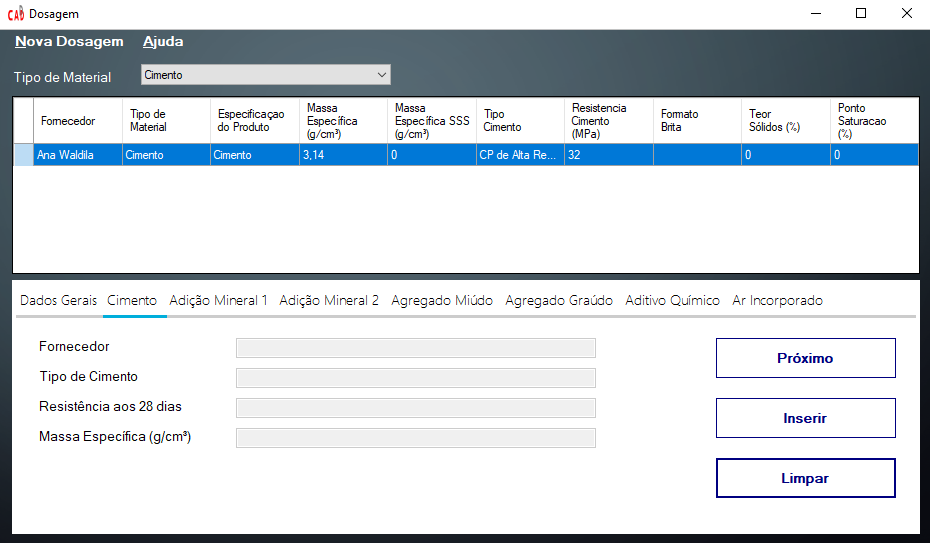 CAD Dosagem
Nova Dosagem Ajuda
Tipo de Material Cimento
Fornecedor
Tipo de
Material
Especificaçao
do Produto
Massa
Específica
(g/cm³)
Massa
Específica SSS
(g/cm³)
Tipo
Cimento
Resistencia
Cimento
(MPa)
Formato
Brita
Teor
Sólidos (%)
Ponto
Saturacao
(%)
Ana Waldila Cimento Cimento 3,14 0 CP de Alta Re... 32 0 0
Dados Gerais Cimento Adição Mineral 1 Adição Mineral 2 Agregado Miúdo Agregado Graúdo Aditivo Químico Ar Incorporado
Fornecedor
Tipo de Cimento
Resistência aos 28 dias
Massa Específica (g/cm³)
Próximo
Inserir
Limpar